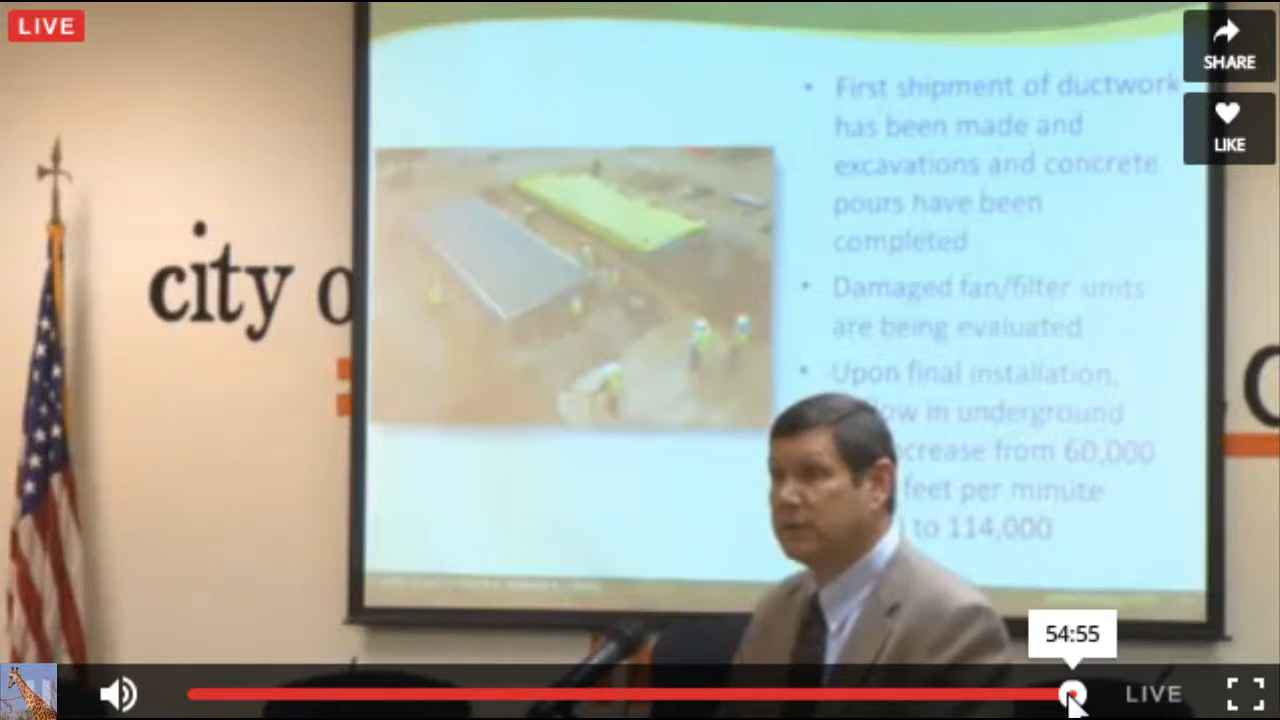 LIVE
SHARE
LIKE
• First shipment of ductwork
has been made and
excavations and concrete
pours have been
completed
• Damaged fan/filter units
are being evaluated
• Upon final installation,
in underground
from 60,000
feet per minute
to 114,000
city o
54:55
LIVE